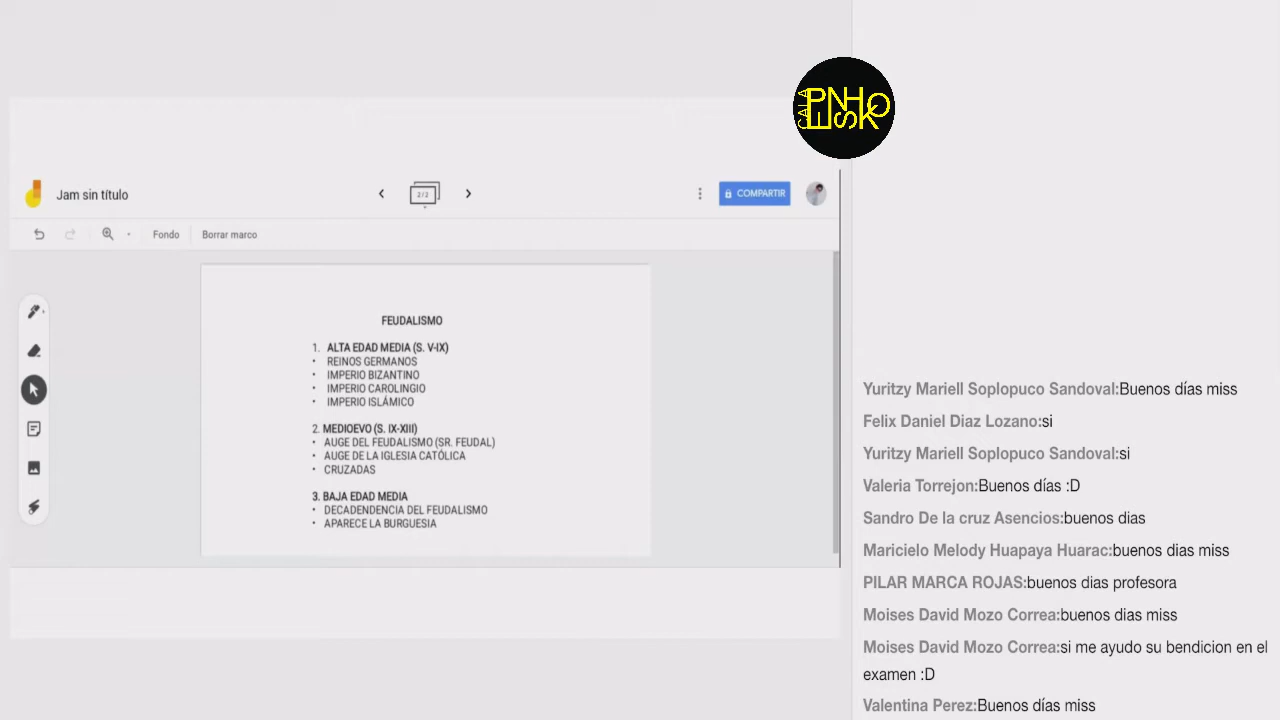 CALA
PENHOESK
Jam sin título
2/2
COMPARTIR
Fondo
Borrar marco
FEUDALISMO
1. ALTA EDAD MEDIA (S. V-IX)
• REINOS GERMANOS
• IMPERIO BIZANTINO
• IMPERIO CAROLINGIO
• IMPERIO ISLÁMICO
2. MEDIOEVO (S. IX-XIII)
• AUGE DEL FEUDALISMO (SR. FEUDAL)
• AUGE DE LA IGLESIA CATÓLICA
• CRUZADAS
3. BAJA EDAD MEDIA
• DECADENDENCIA DEL FEUDALISMO
• APARECE LA BURGUESIA
Yuritzy Mariell Soplopuco Sandoval:Buenos días miss
Felix Daniel Diaz Lozano:si
Yuritzy Mariell Soplopuco Sandoval:si
Valeria Torrejon:Buenos días :D
Sandro De la cruz Asencios:buenos dias
Maricielo Melody Huapaya Huarac:buenos dias miss
PILAR MARCA ROJAS:buenos dias profesora
Moises David Mozo Correa:buenos dias miss
Moises David Mozo Correa:si me ayudo su bendicion en el
examen :D
Valentina Perez:Buenos días miss